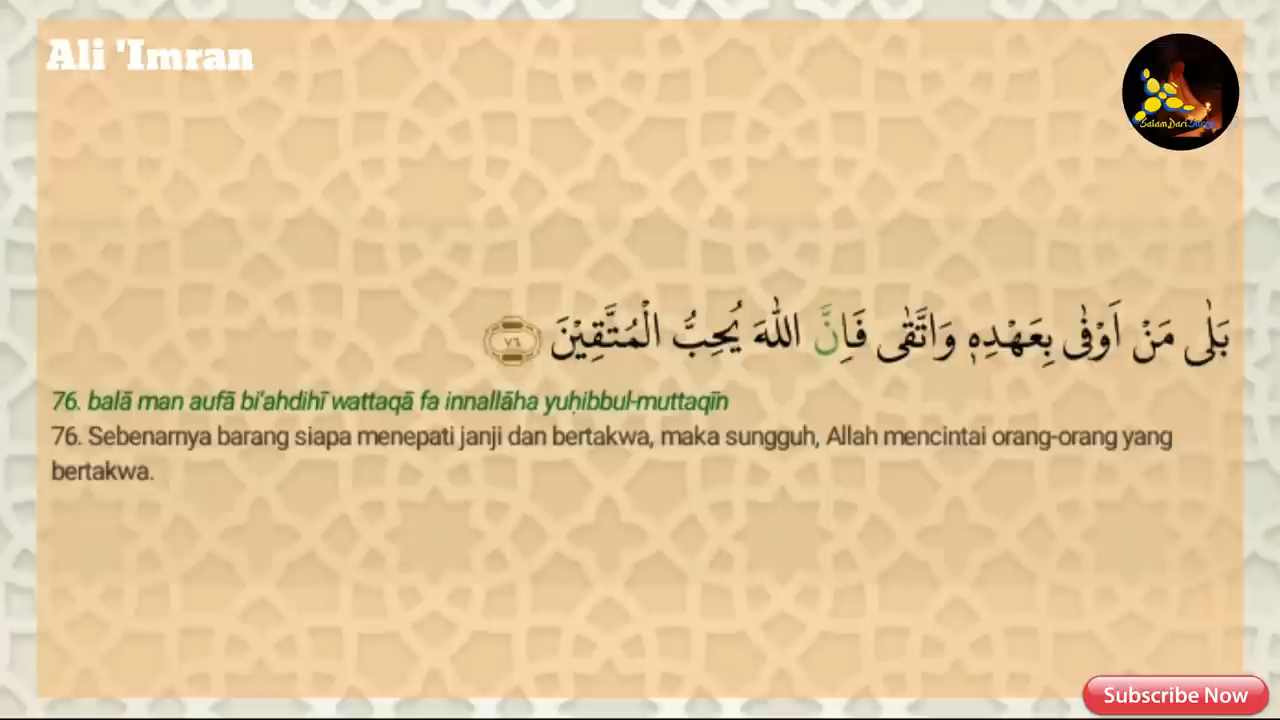 Ali 'Imran
SalamDariSurga
بَلٰى مَنْ اَوْفٰى بِعَهْدِهٖ وَاتَّقٰى فَاِنَّ اللّٰهَ يُحِبُّ الْمُتَّقِيْنَ ٧٦
76. balā man aufā bi'ahdihī wattaqā fa innallāha yuḥibbul-muttaqīn
76. Sebenarnya barang siapa menepati janji dan bertakwa, maka sungguh, Allah mencintai orang-orang yang
bertakwa.
Subscribe Now